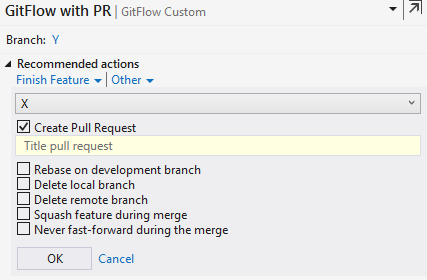 GitFlow with PR | GitFlow Custom
Branch: Y
Recommended actions
Finish Feature | Other
X
Create Pull Request
Title pull request
Rebase on development branch
Delete local branch
Delete remote branch
Squash feature during merge
Never fast-forward during the merge
OK Cancel